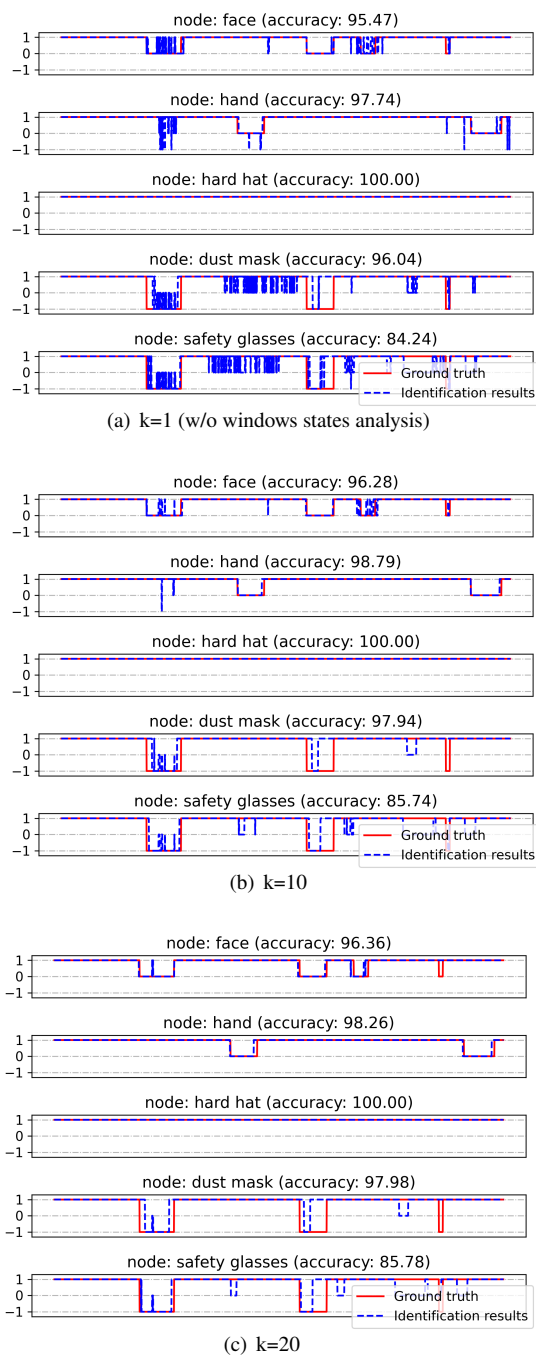 node: face (accuracy: 95.47)
1
0
−1
node: hand (accuracy: 97.74)
1
0
−1
node: hard hat (accuracy: 100.00)
1
0
−1
node: dust mask (accuracy: 96.04)
1
0
−1
node: safety glasses (accuracy: 84.24)
1
0
−1
Ground truth
Identification results
(a) k=1 (w/o windows states analysis)
node: face (accuracy: 96.28)
1
0
−1
node: hand (accuracy: 98.79)
1
0
−1
node: hard hat (accuracy: 100.00)
1
0
−1
node: dust mask (accuracy: 97.94)
1
0
−1
node: safety glasses (accuracy: 85.74)
1
0
−1
Ground truth
Identification results
(b) k=10
node: face (accuracy: 96.36)
1
0
−1
node: hand (accuracy: 98.26)
1
0
−1
node: hard hat (accuracy: 100.00)
1
0
−1
node: dust mask (accuracy: 97.98)
1
0
−1
node: safety glasses (accuracy: 85.78)
1
0
−1
Ground truth
Identification results
(c) k=20